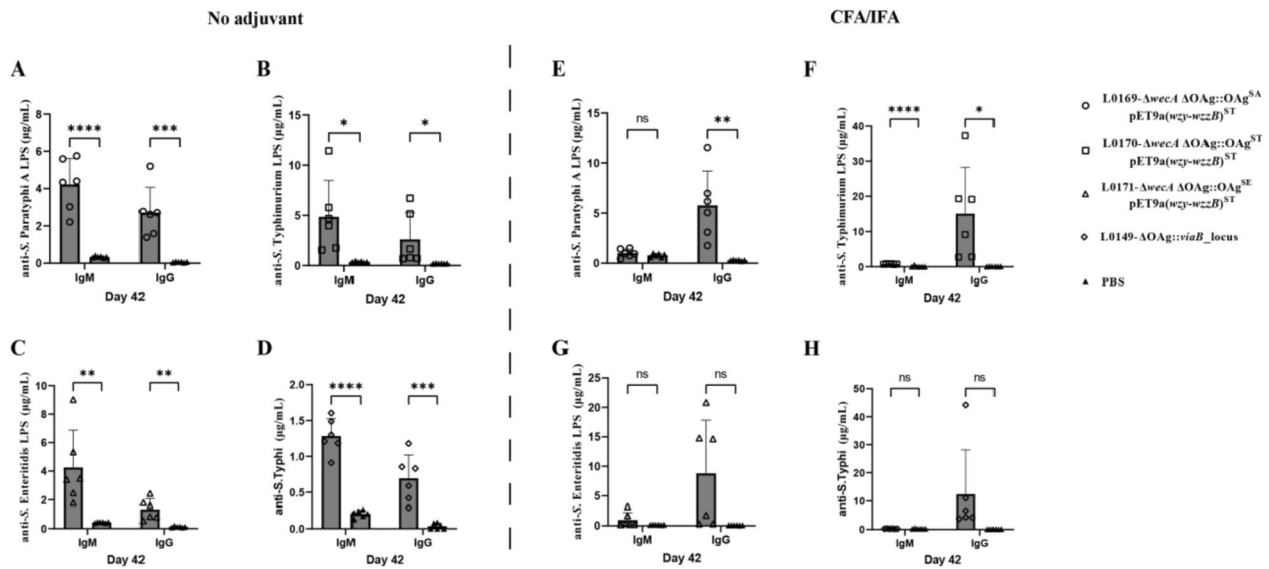 No adjuvant
CFA/IFA
A
anti-S. Paratyphi A LPS (µg/mL)
8
6
4
2
0
****
***
IgM
IgG
Day 42
B
anti-S. Typhimurium LPS (µg/mL)
15
10
5
0
*
*
IgM
IgG
Day 42
E
anti-S. Paratyphi A LPS (µg/mL)
15
10
5
0
ns
**
IgM
IgG
Day 42
F
anti-S. Typhimurium LPS (µg/mL)
40
30
20
10
0
****
*
IgM
IgG
Day 42
L0169-ΔwecA ΔOAg::OAgSA
pET9a(wzy-wzzB)ST
L0170-ΔwecA ΔOAg::OAgST
pET9a(wzy-wzzB)ST
L0171-ΔwecA ΔOAg::OAgSE
pET9a(wzy-wzzB)ST
L0149-ΔOAg::viaB_locus
PBS
C
anti-S. Enteritidis LPS (µg/mL)
10
8
6
4
2
0
**
**
IgM
IgG
Day 42
D
anti-S.Typhi (µg/mL)
2.0
1.5
1.0
0.5
0.0
****
***
IgM
IgG
Day 42
G
anti-S. Enteritidis LPS (µg/mL)
25
20
15
10
5
0
ns
ns
IgM
IgG
Day 42
H
anti-S.Typhi (µg/mL)
50
40
30
20
10
0
ns
ns
IgM
IgG
Day 42